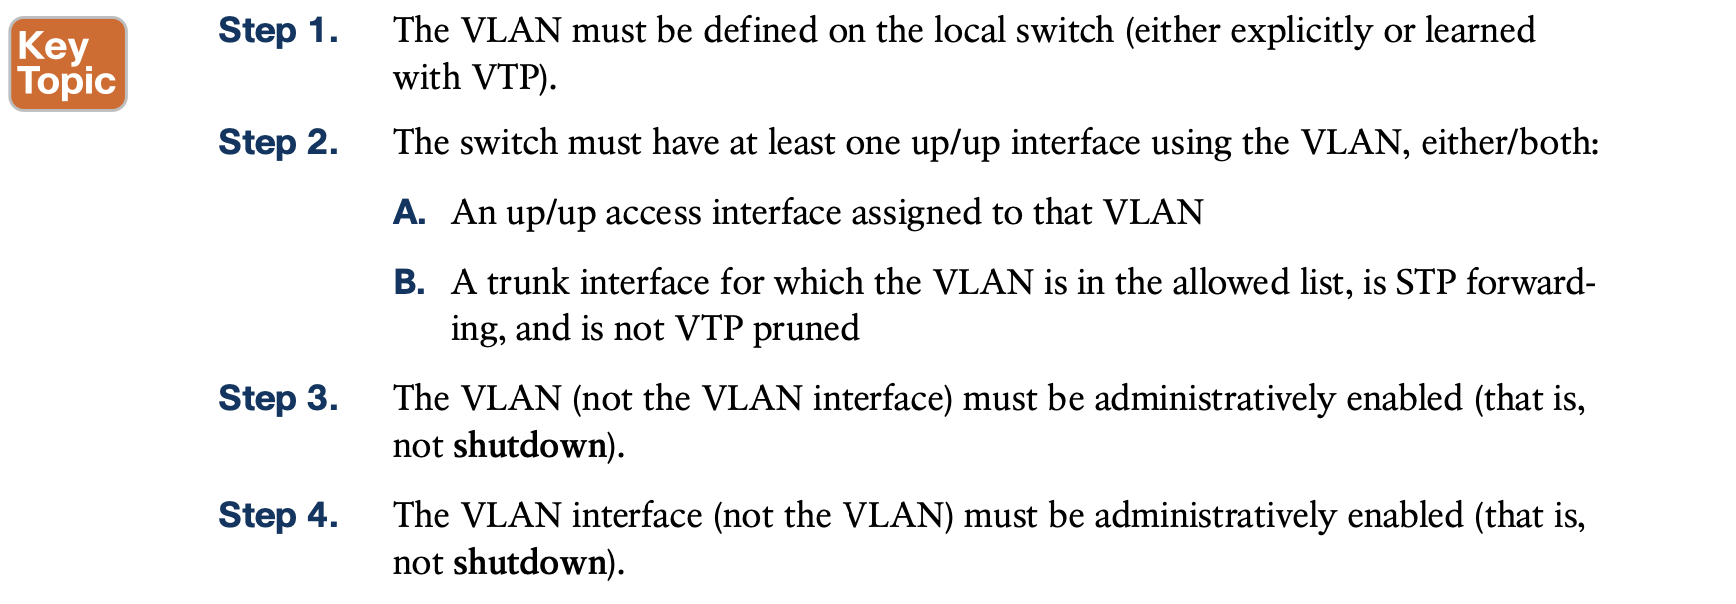 Key
Topic
Step 1. The VLAN must be defined on the local switch (either explicitly or learned
with VTP).
Step 2. The switch must have at least one up/up interface using the VLAN, either/both:
A. An up/up access interface assigned to that VLAN
B. A trunk interface for which the VLAN is in the allowed list, is STP forward-
ing, and is not VTP pruned
Step 3. The VLAN (not the VLAN interface) must be administratively enabled (that is,
not shutdown).
Step 4. The VLAN interface (not the VLAN) must be administratively enabled (that is,
not shutdown).